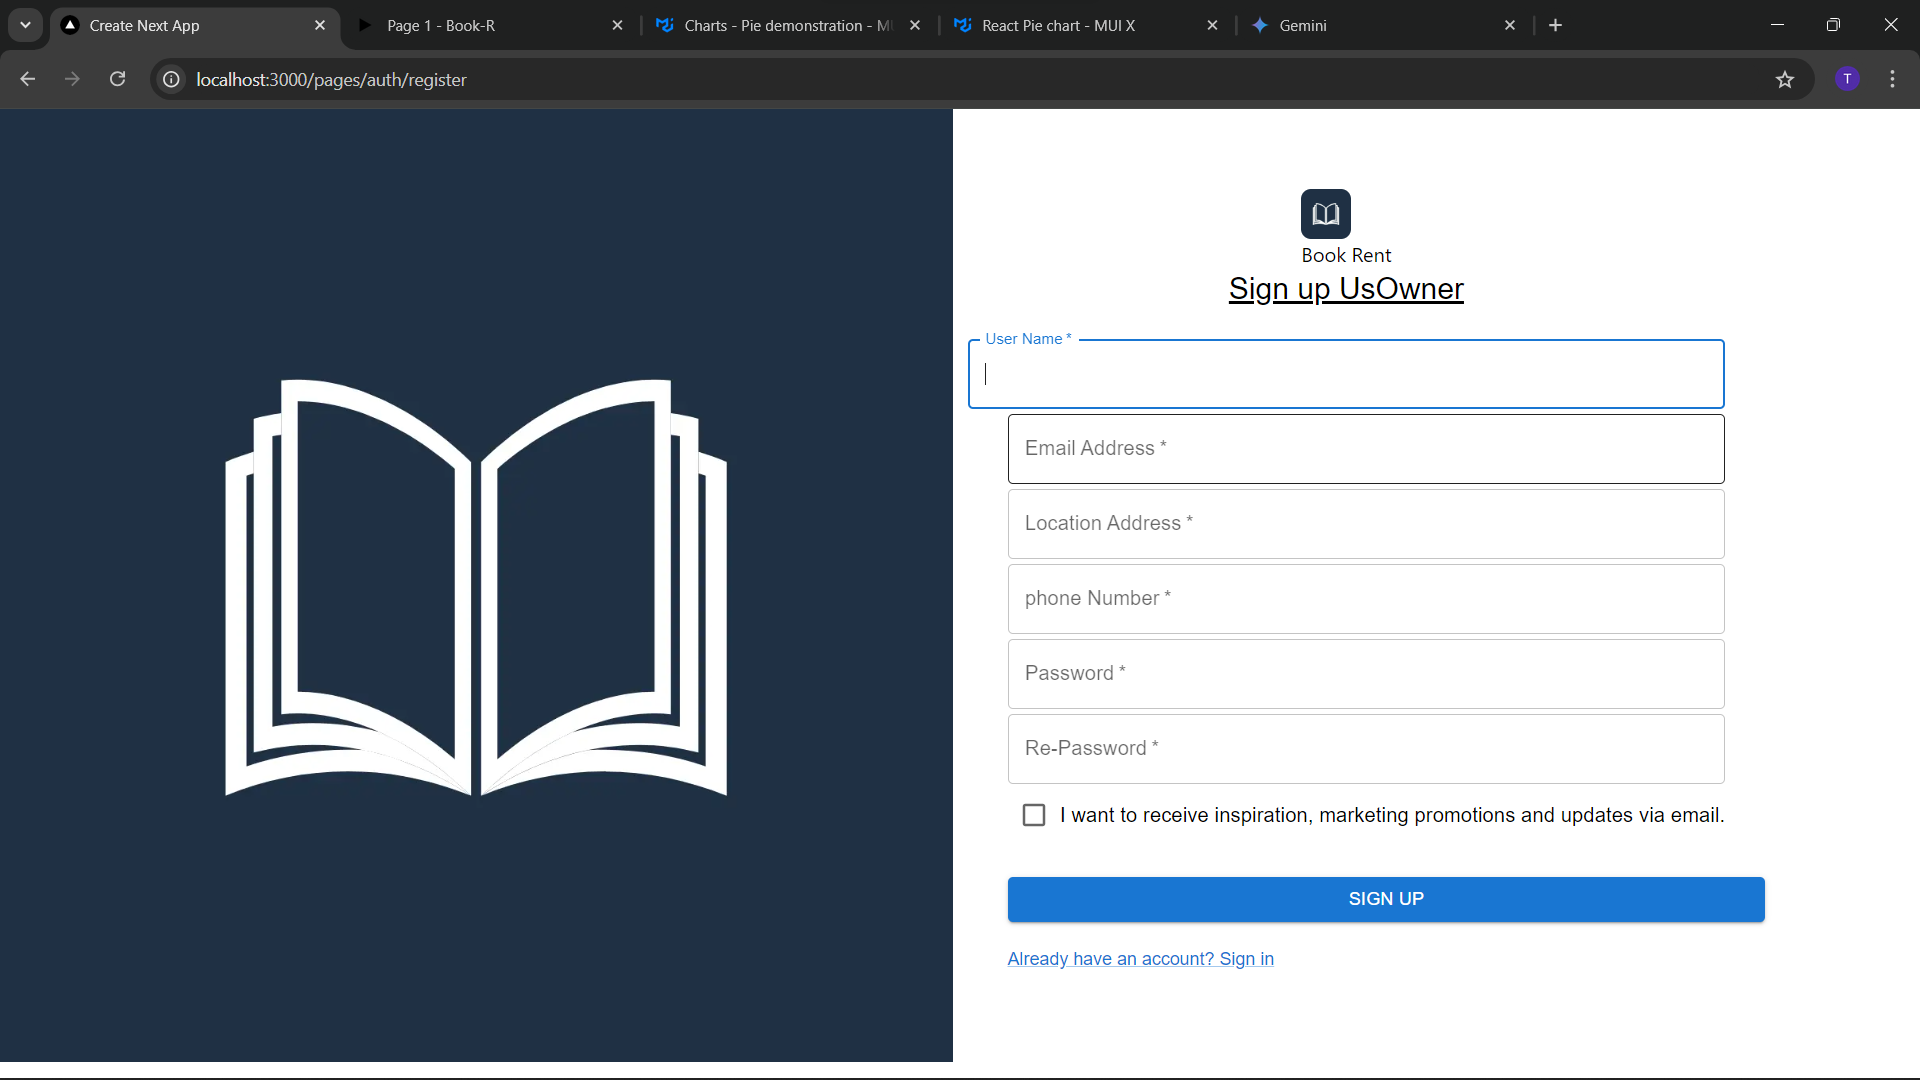 Create Next App
Page 1 - Book-R
Charts - Pie demonstration - MU
React Pie chart - MUI X
Gemini
localhost:3000/pages/auth/register
T
Book Rent
Sign up UsOwner
User Name *
Email Address *
Location Address *
phone Number *
Password *
Re-Password *
I want to receive inspiration, marketing promotions and updates via email.
SIGN UP
Already have an account? Sign in